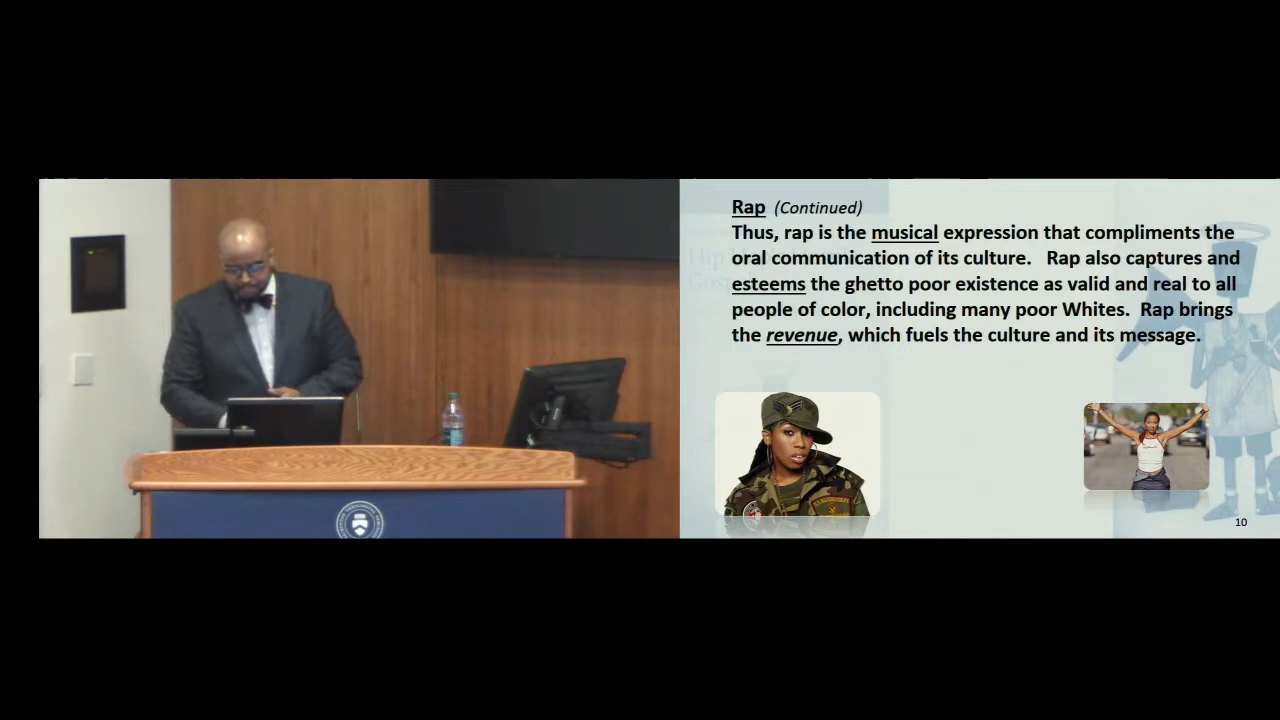 Rap (Continued)
Thus, rap is the musical expression that compliments the
oral communication of its culture. Rap also captures and
esteems the ghetto poor existence as valid and real to all
people of color, including many poor Whites. Rap brings
the revenue, which fuels the culture and its message.
10